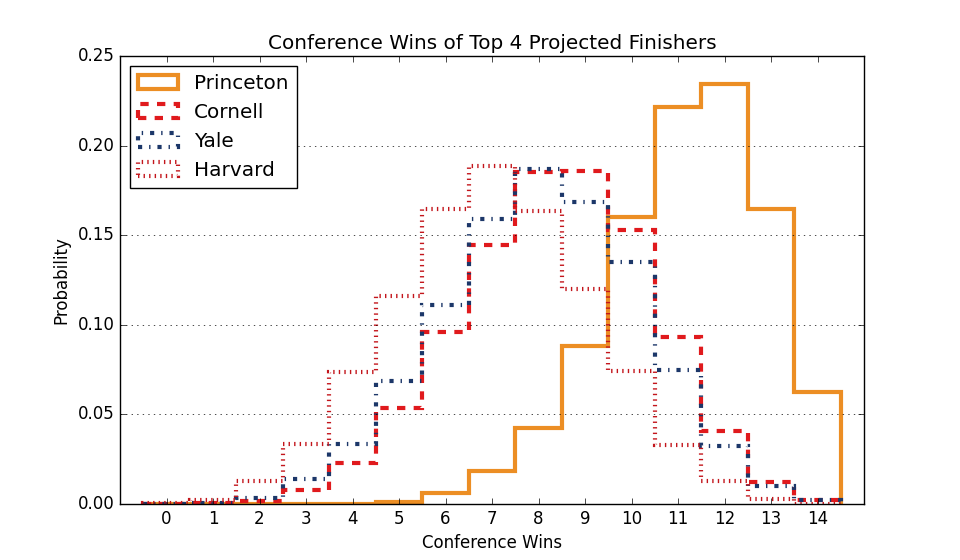 Conference Wins of Top 4 Projected Finishers
0.25
0.20
0.15
0.10
0.05
0.00
Probability
Princeton
Cornell
Yale
Harvard
0 1 2 3 4 5 6 7 8 9 10 11 12 13 14
Conference Wins